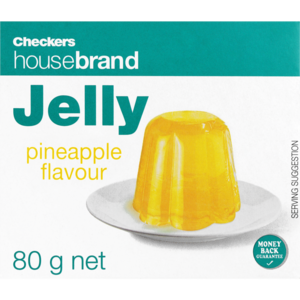 Checkers
housebrand
Jelly
pineapple
flavour
80 g net
SERVING SUGGESTION
MONEY
BACK
GUARANTEE